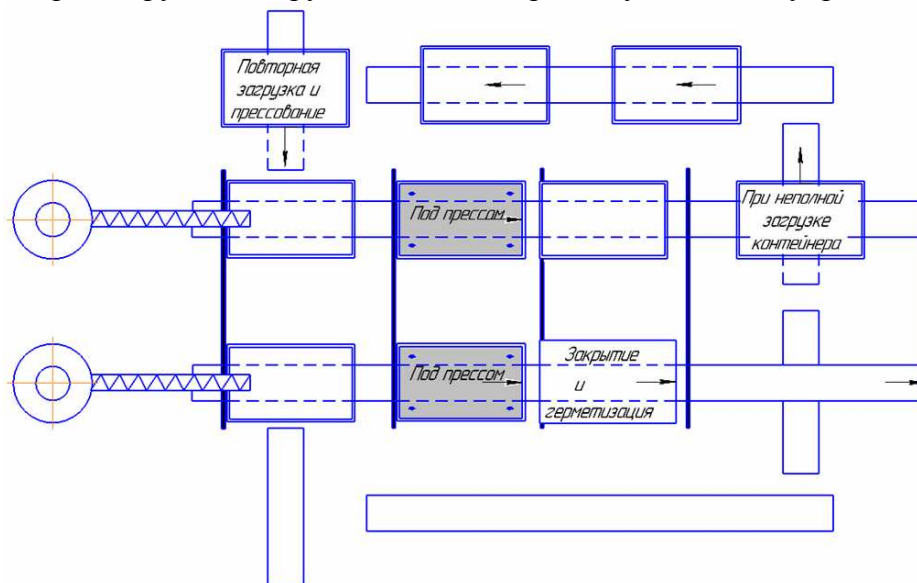 Повторная
загрузка и
прессование
Под прессом
При неполной
загрузке
контейнера
Под прессом
Закрытие
и
герметизация